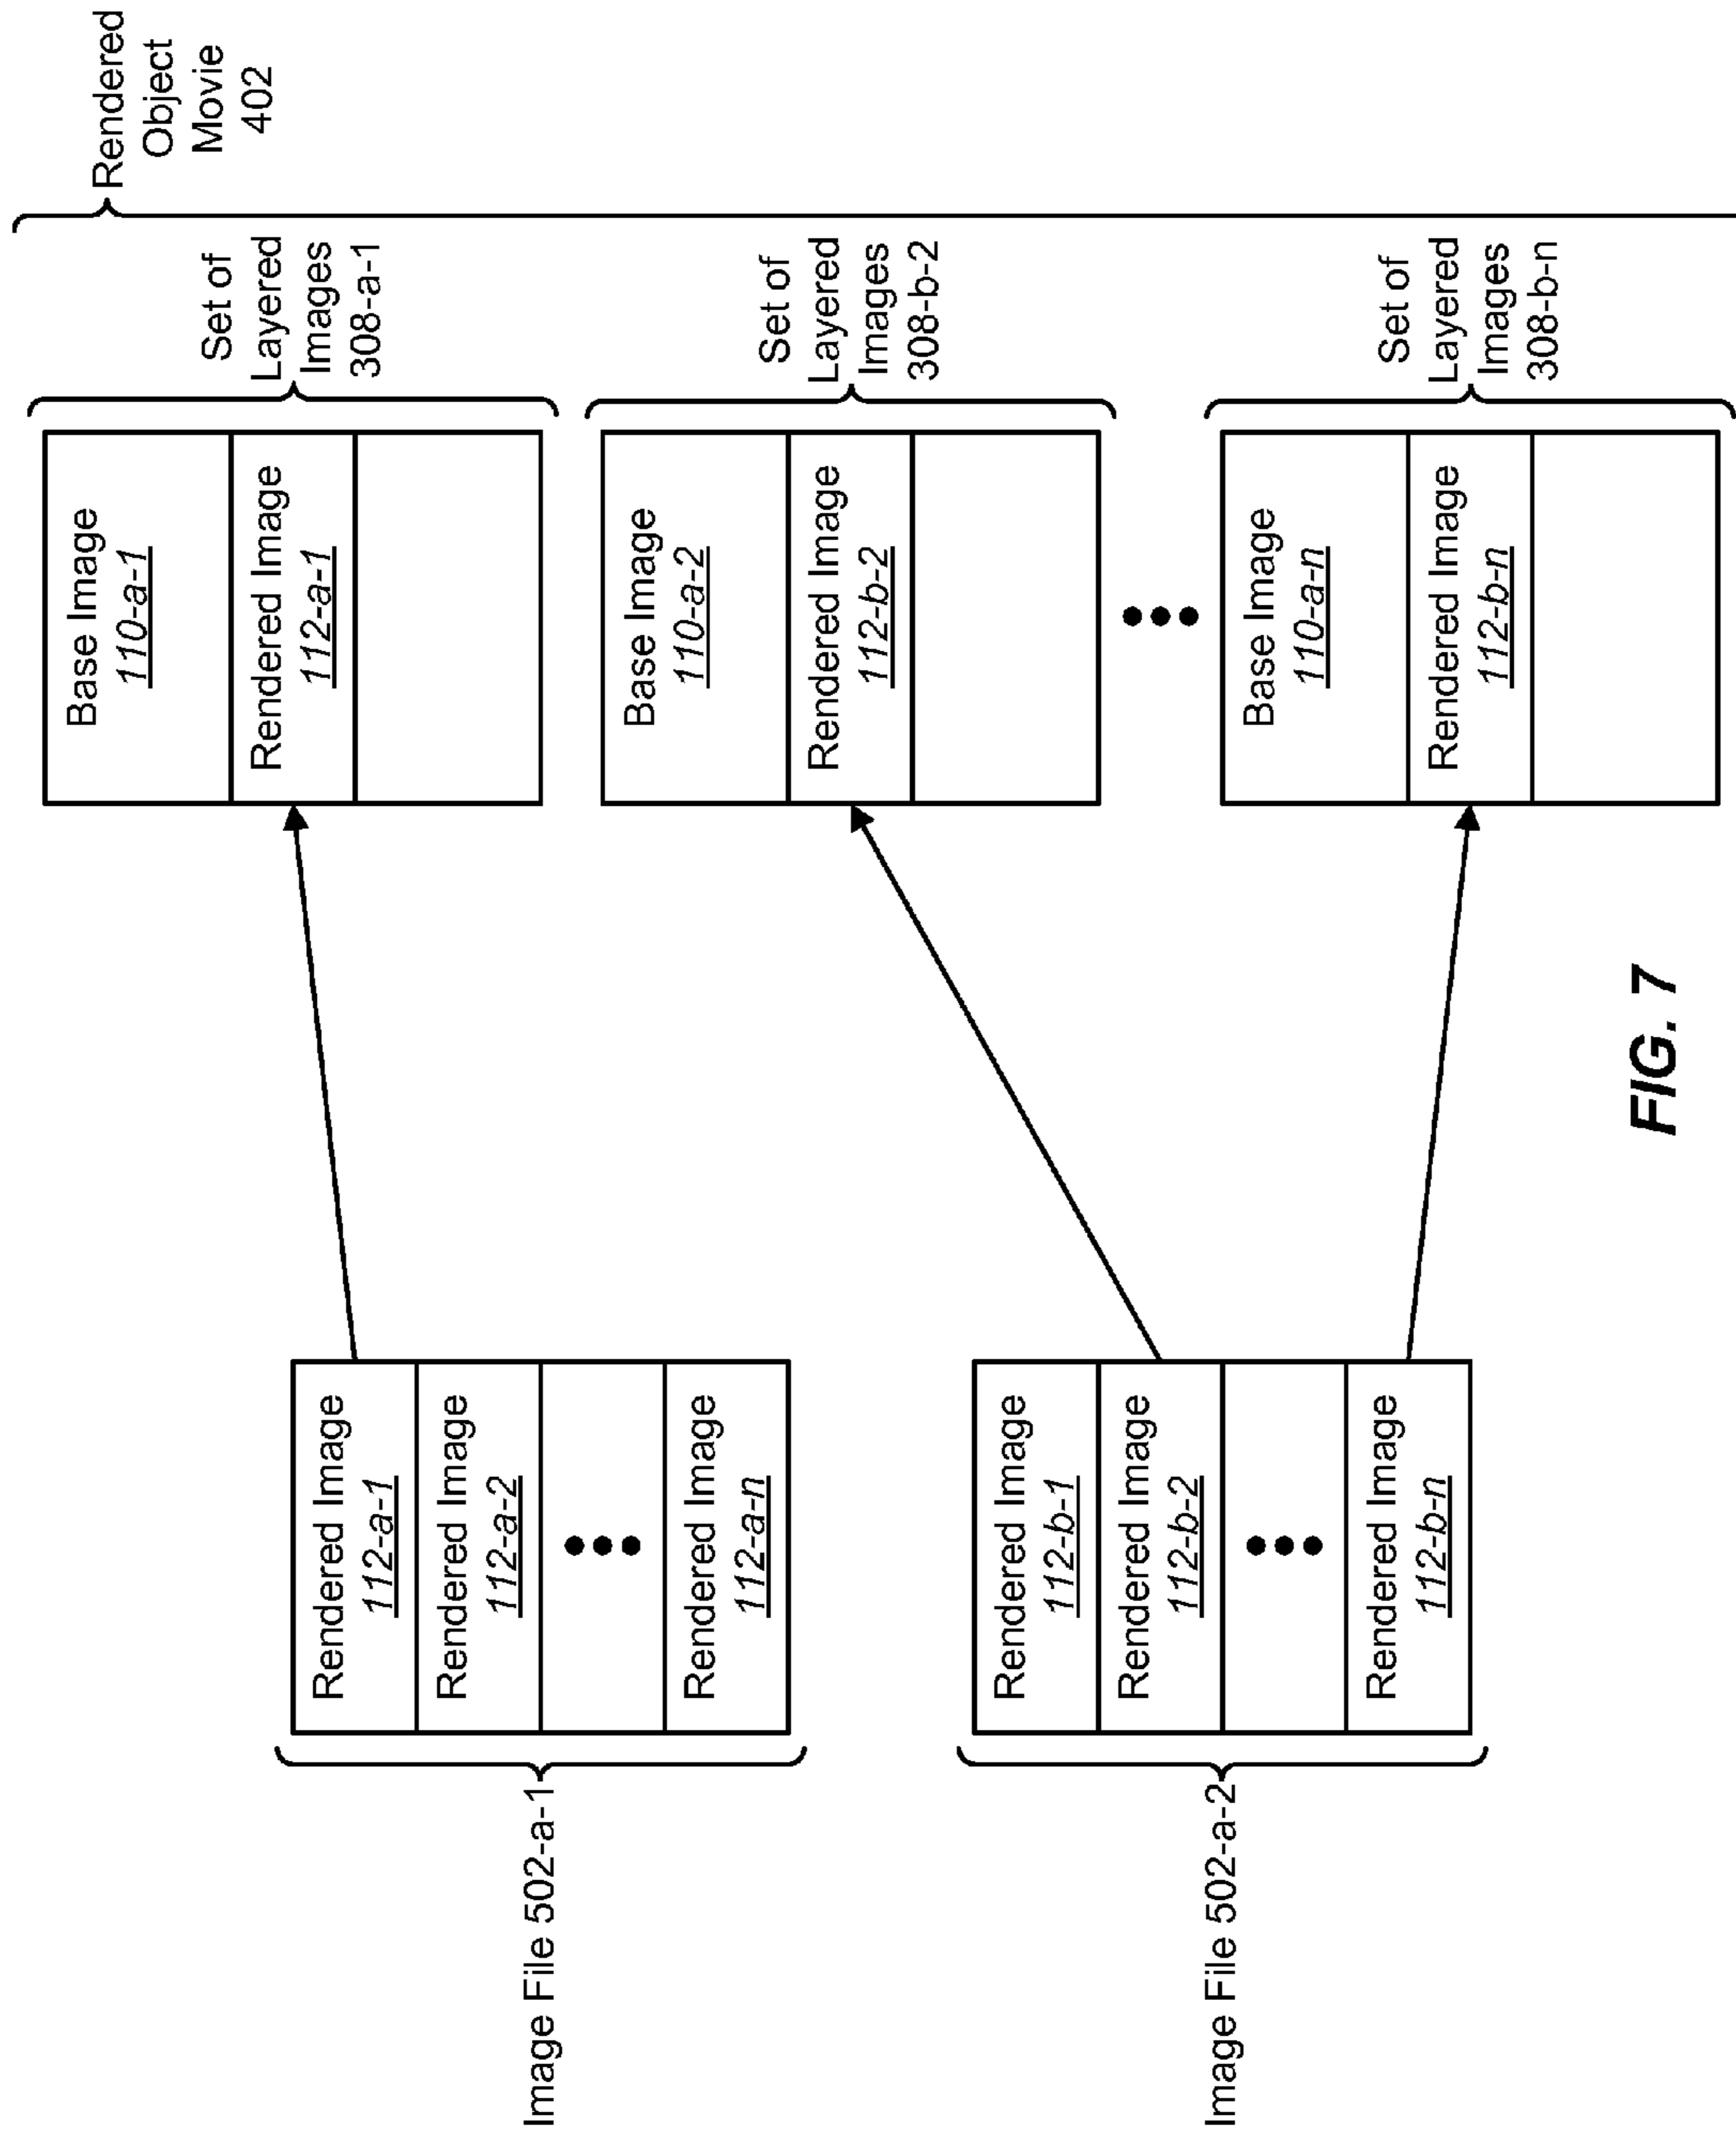 Image File 502-a-1
Rendered Image
112-a-1
Rendered Image
112-a-2
Rendered Image
112-a-n
Image File 502-a-2
Rendered Image
112-b-1
Rendered Image
112-b-2
Rendered Image
112-b-n
Base Image
110-a-1
Rendered Image
112-a-1
Set of
Layered
Images
308-a-1
Base Image
110-a-2
Rendered Image
112-b-2
Set of
Layered
Images
308-b-2
Base Image
110-a-n
Rendered Image
112-b-n
Set of
Layered
Images
308-b-n
Rendered
Object
Movie
402
FIG. 7